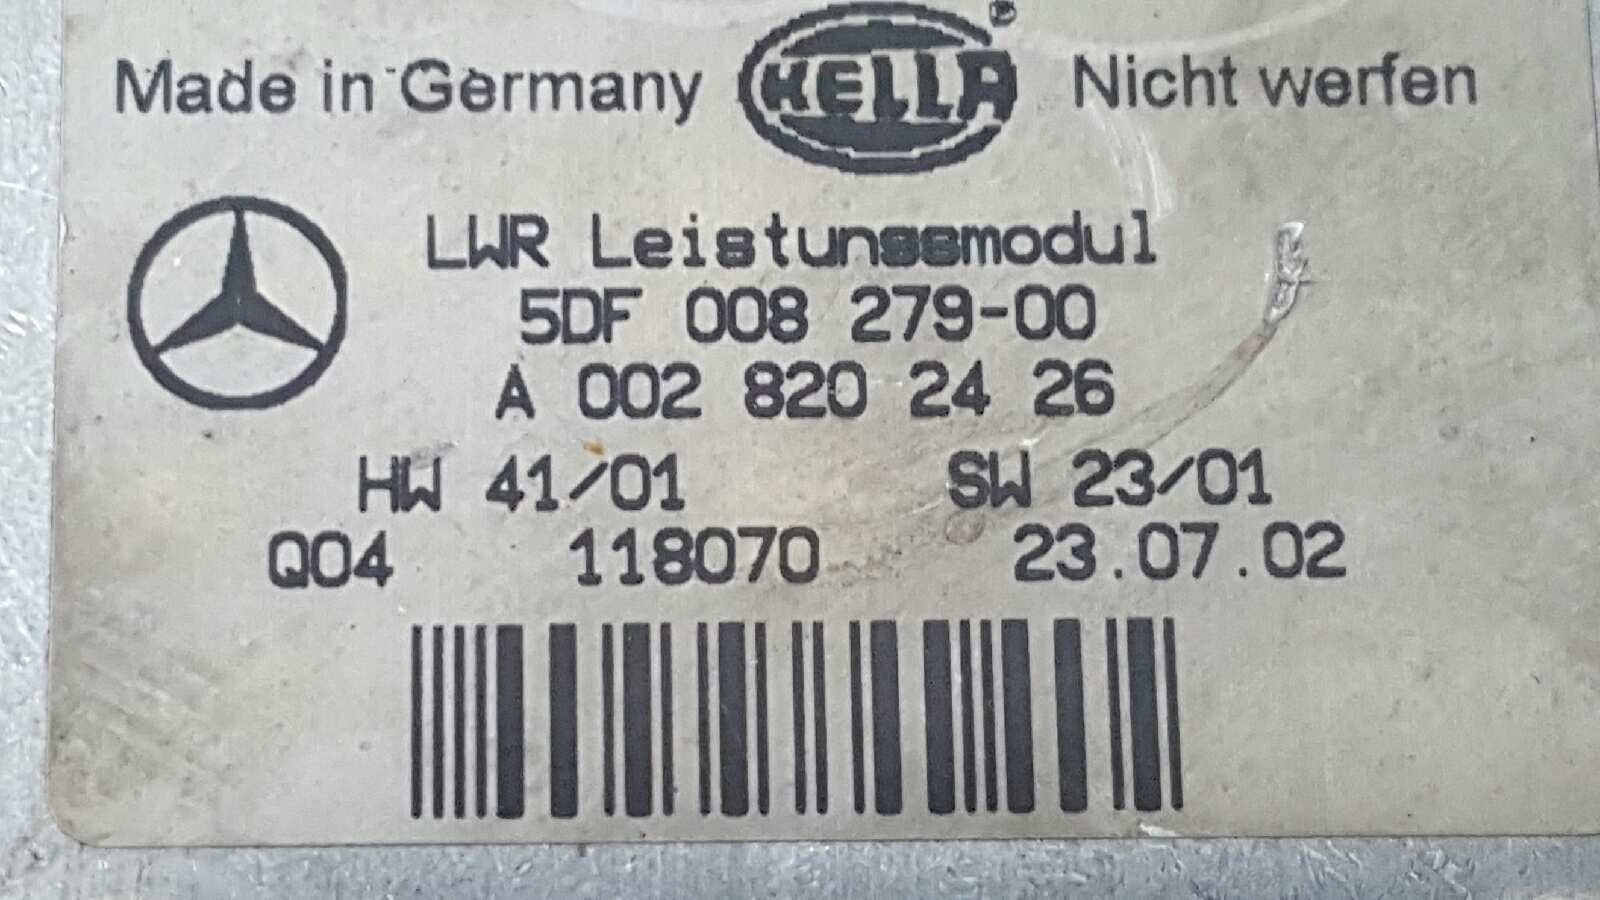 Made in Germany HELLA ® Nicht werfen
LWR Leistungsmodul
5DF 008 279-00
A 002 820 24 26
HW 41/01 SW 23/01
Q04 118070 23.07.02